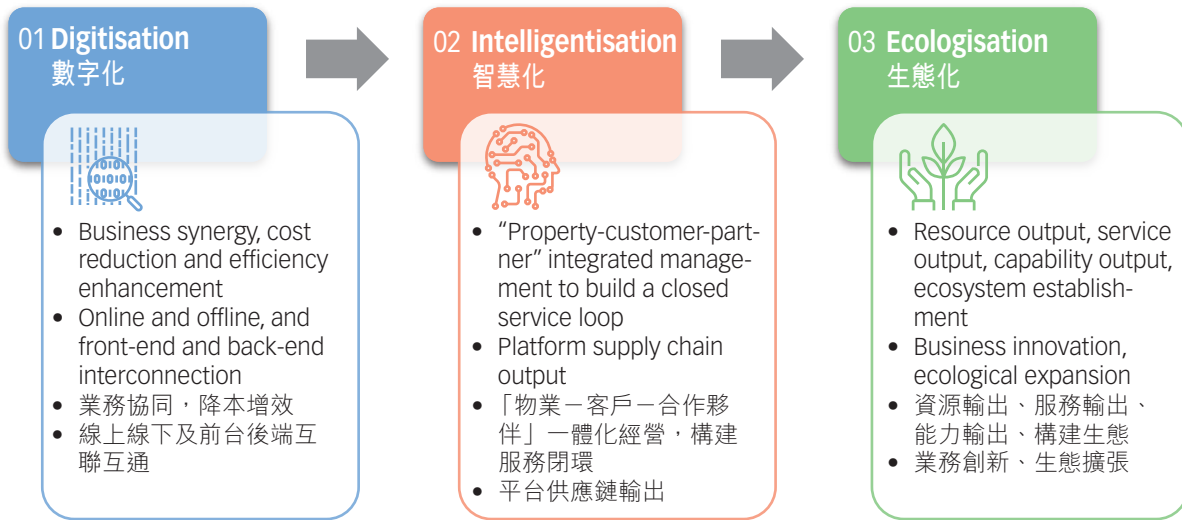 01 Digitisation
數字化
Business synergy, cost
reduction and efficiency
enhancement
Online and offline, and
front-end and back-end
interconnection
業務協同，降本增效
線上線下及前台後端互
聯互通
02 Intelligentisation
智慧化
“Property-customer-part-
ner” integrated manage-
ment to build a closed
service loop
Platform supply chain
output
「物業－客戶－合作夥
伴」一體化經營，構建
服務閉環
平台供應鏈輸出
03 Ecologisation
生態化
Resource output, service
output, capability output,
ecosystem establish-
ment
Business innovation,
ecological expansion
資源輸出、服務輸出、
能力輸出、構建生態
業務創新、生態擴張